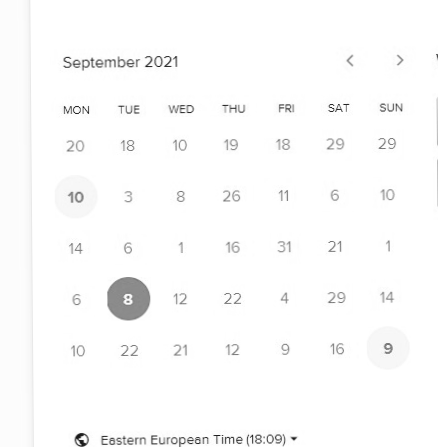 September 2021 < >
MON TUE WED THU FRI SAT SUN
20 18 10 19 18 29 29
10 3 8 26 11 6 10
14 6 1 16 31 21 1
6 8 12 22 4 29 14
10 22 21 12 9 16 9
Eastern European Time (18:09)